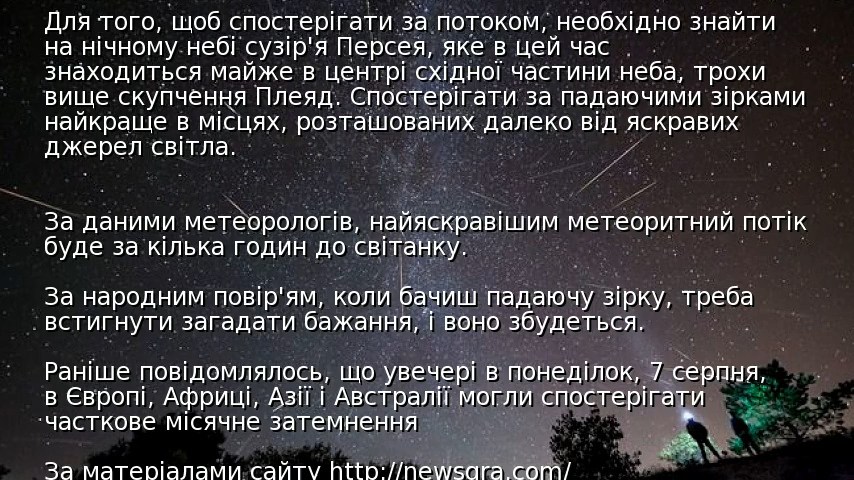 Для того, щоб спостерігати за потоком, необхідно знайти
на нічному небі сузір'я Персея, яке в цей час
знаходиться майже в центрі східної частини неба, трохи
вище скупчення Плеяд. Спостерігати за падаючими зірками
найкраще в місцях, розташованих далеко від яскравих
джерел світла.
За даними метеорологів, найяскравішим метеоритний потік
буде за кілька годин до світанку.
За народним повір'ям, коли бачиш падаючу зірку, треба
встигнути загадати бажання, і воно збудеться.
Раніше повідомлялось, що увечері в понеділок, 7 серпня,
в Європі, Африці, Азії і Австралії могли спостерігати
часткове місячне затемнення
За матеріалами сайту http://newsgra.com/